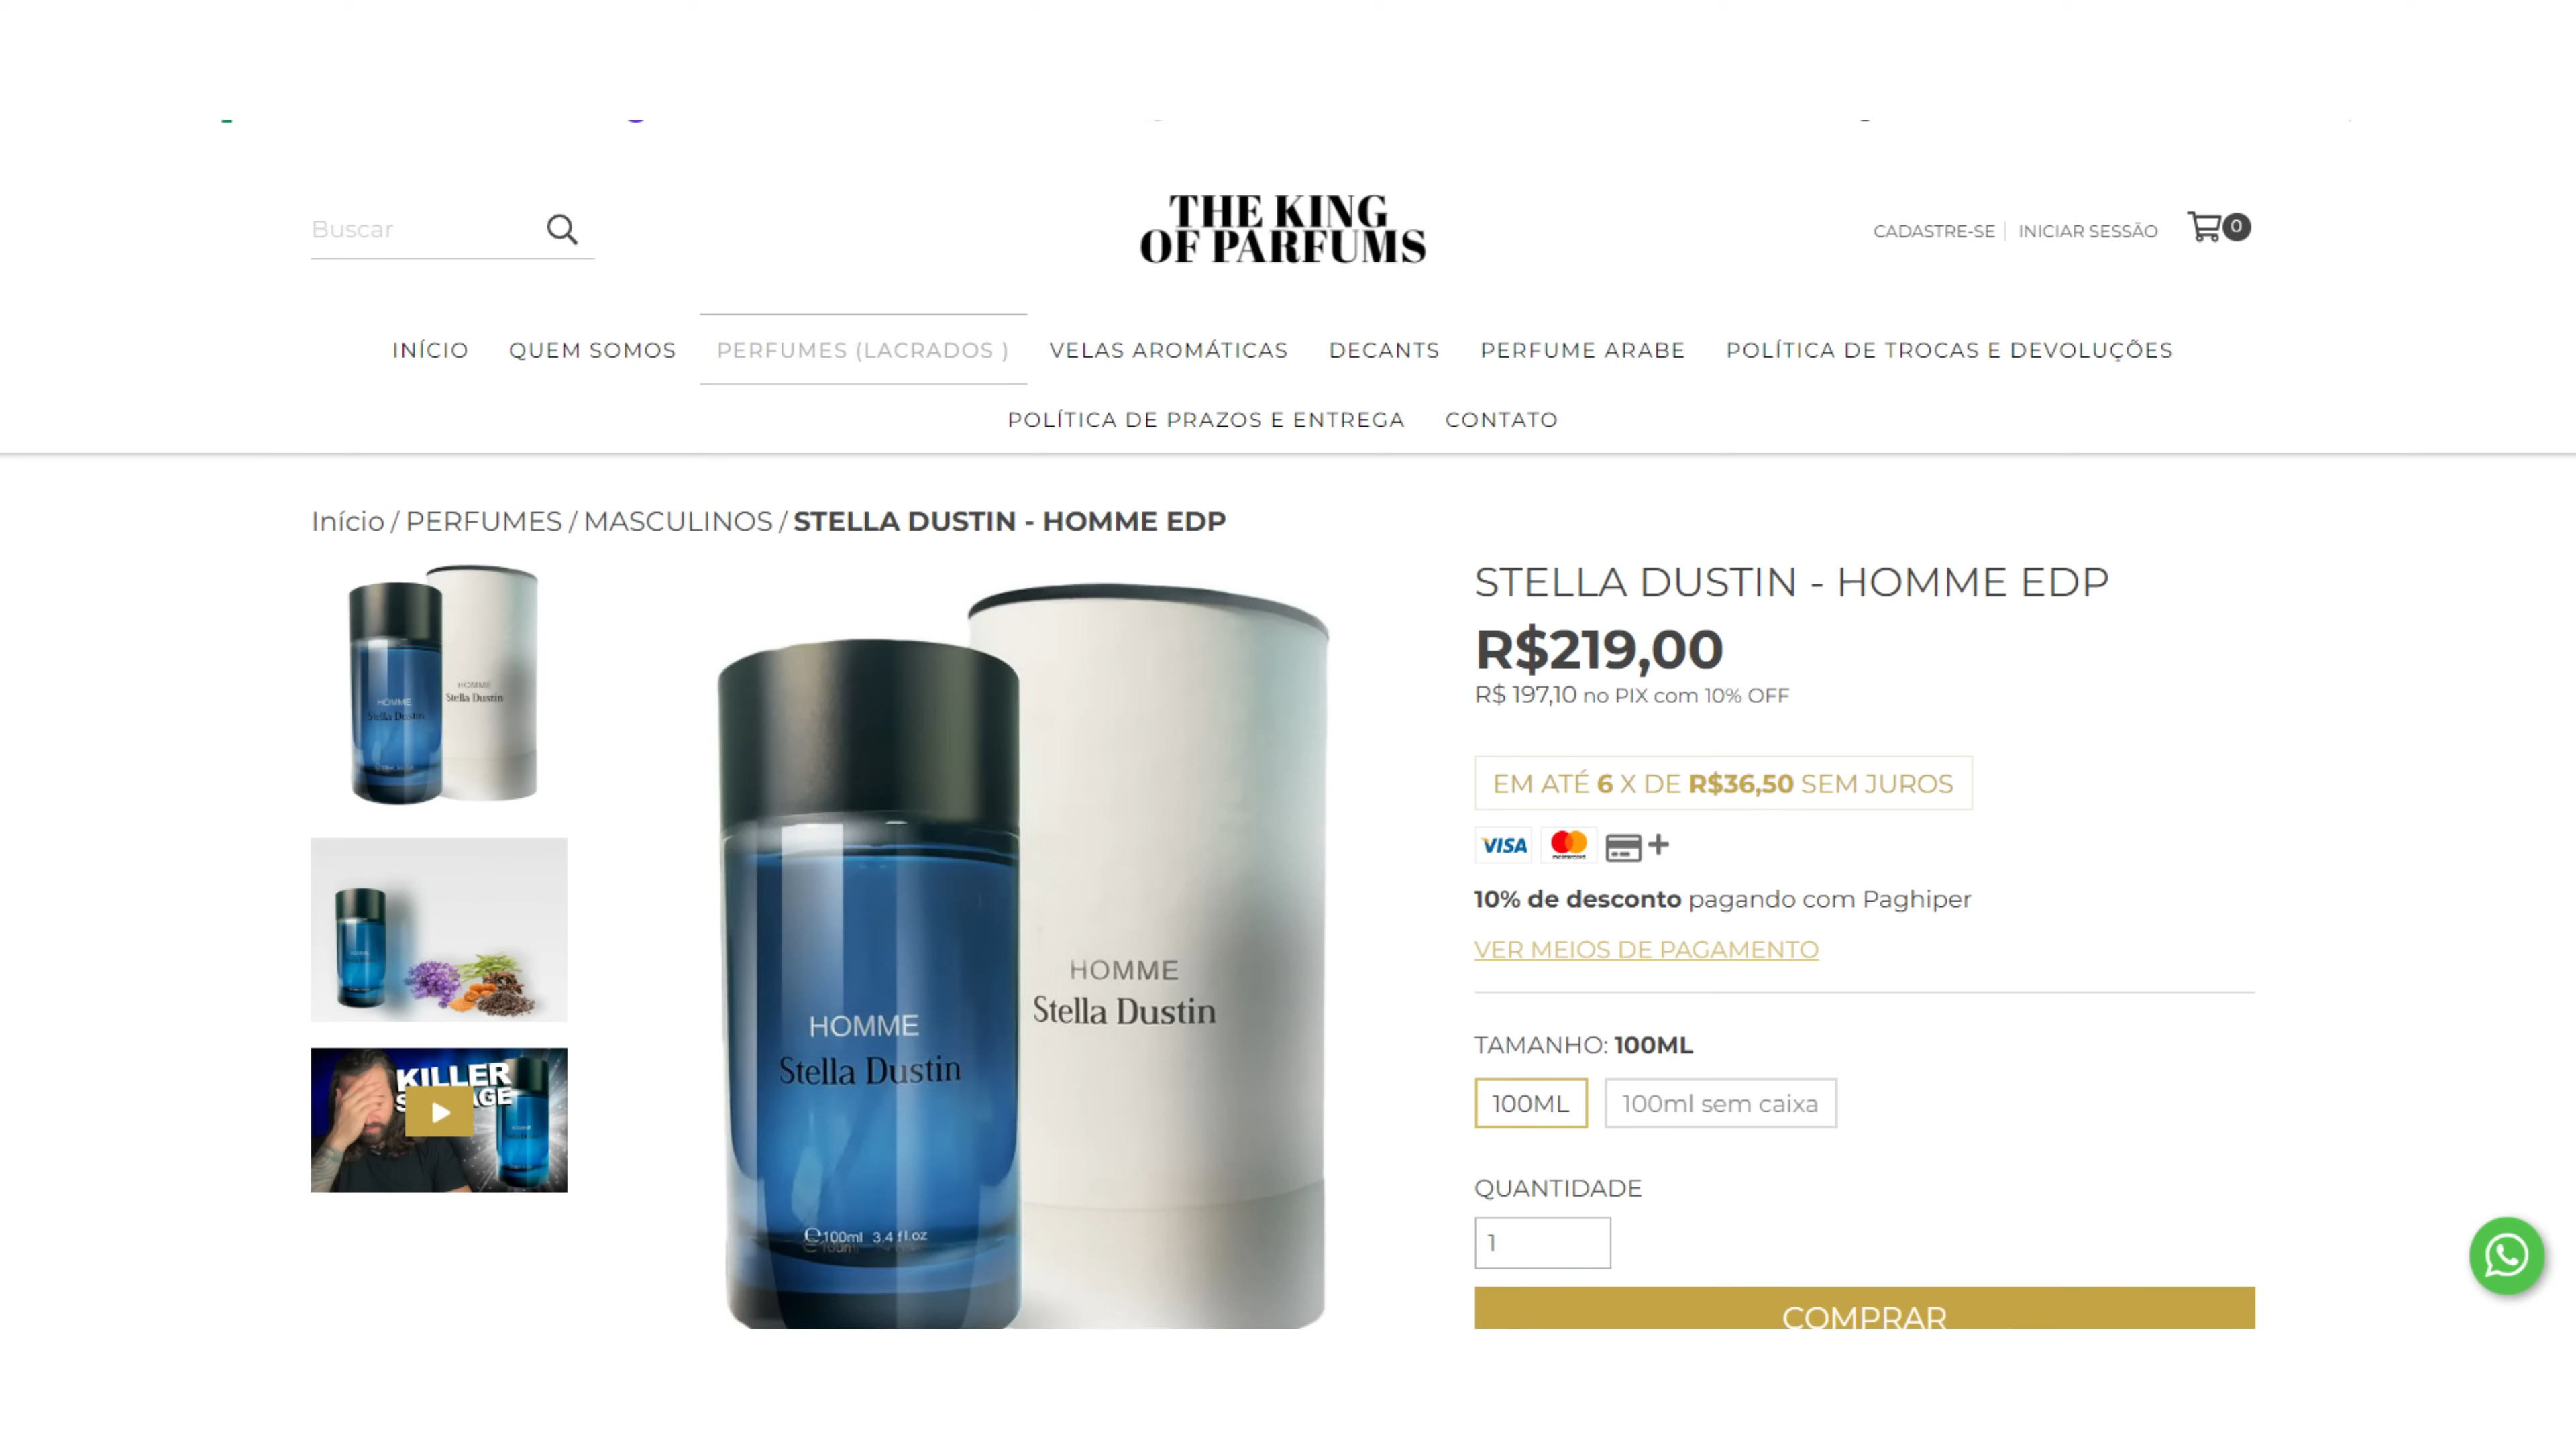 Buscar
THE KING
OF PARFUMS
CADASTRE-SE
INICIAR SESSÃO
0
INÍCIO
QUEM SOMOS
PERFUMES (LACRADOS )
VELAS AROMÁTICAS
DECANTS
PERFUME ARABE
POLÍTICA DE TROCAS E DEVOLUÇÕES
POLÍTICA DE PRAZOS E ENTREGA
CONTATO
Início / PERFUMES / MASCULINOS / STELLA DUSTIN - HOMME EDP
HOMME
Stella Dustin
HOMME
Stella Dustin
KILLER
HOMME
Stella Dustin
HOMME
Stella Dustin
℮100ml 3.4 fl.oz
STELLA DUSTIN - HOMME EDP
R$219,00
R$ 197,10 no PIX com 10% OFF
EM ATÉ 6 X DE R$36,50 SEM JUROS
VISA
mastercard
10% de desconto pagando com Paghiper
VER MEIOS DE PAGAMENTO
TAMANHO: 100ML
100ML
100ml sem caixa
QUANTIDADE
1
COMPRAR